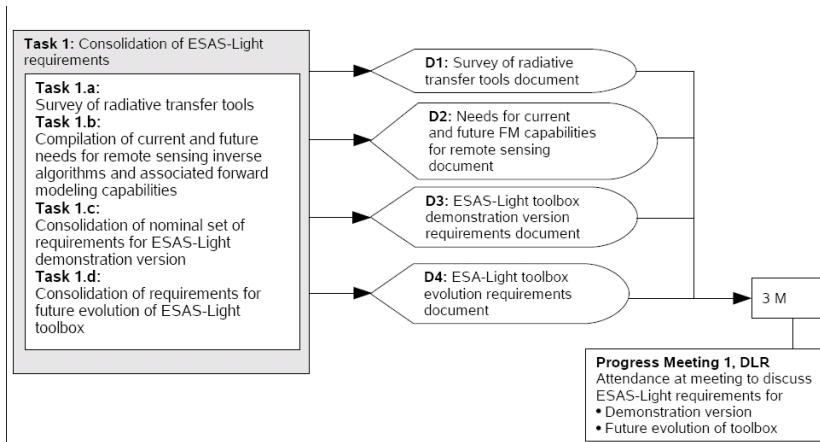 Task 1: Consolidation of ESAS-Light
requirements
Task 1.a:
Survey of radiative transfer tools
Task 1.b:
Compilation of current and future
needs for remote sensing inverse
algorithms and associated forward
modeling capabilities
Task 1.c:
Consolidation of nominal set of
requirements for ESAS-Light
demonstration version
Task 1.d:
Consolidation of requirements for
future evolution of ESAS-Light
toolbox
D1: Survey of radiative
transfer tools document
D2: Needs for current
and future FM capabilities
for remote sensing
document
D3: ESAS-Light toolbox
demonstration version
requirements document
D4: ESA-Light toolbox
evolution requirements
document
3 M
Progress Meeting 1, DLR
Attendance at meeting to discuss
ESAS-Light requirements for
• Demonstration version
• Future evolution of toolbox